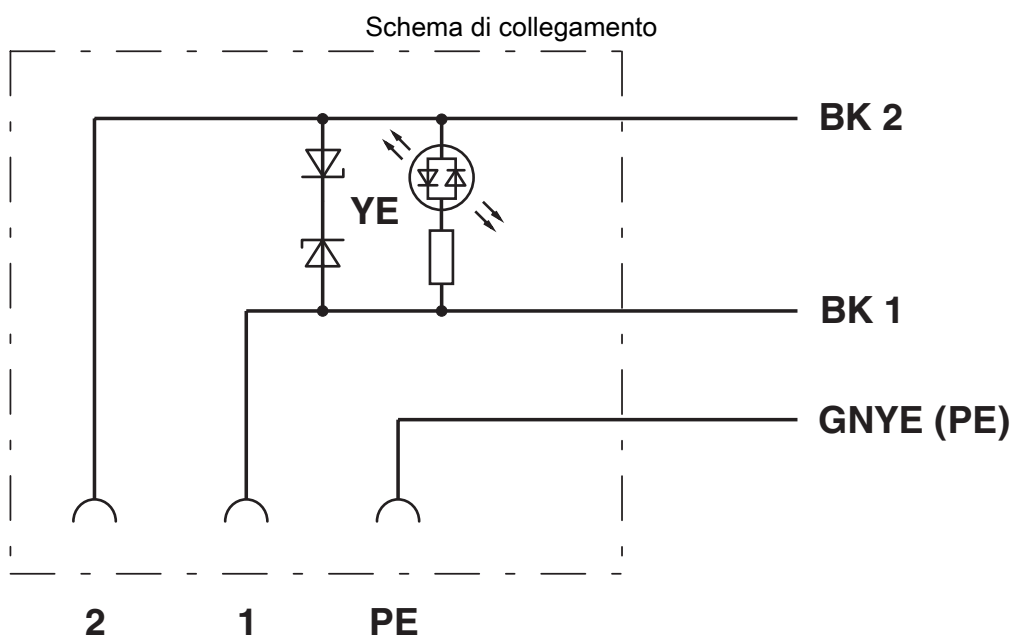 Schema di collegamento
BK 2
YE
BK 1
GNYE (PE)
2 1 PE